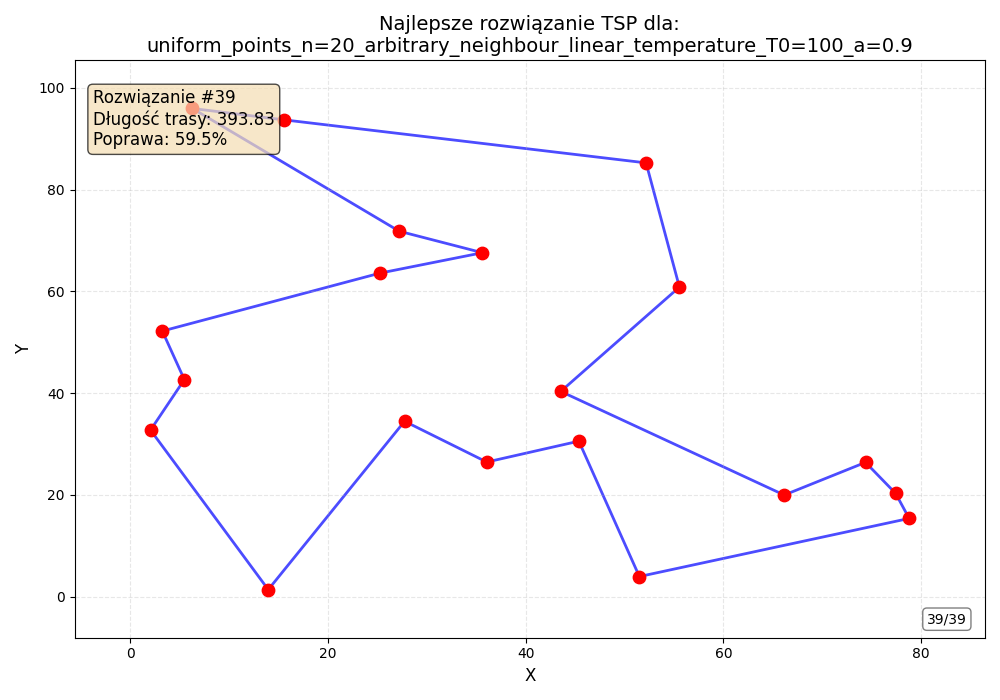 Najlepsze rozwiązanie TSP dla:
uniform_points_n=20_arbitrary_neighbour_linear_temperature_T0=100_a=0.9
Rozwiązanie #39
Długość trasy: 393.83
Poprawa: 59.5%
100
80
60
40
20
0
Y
39/39
0 20 40 60 80
X